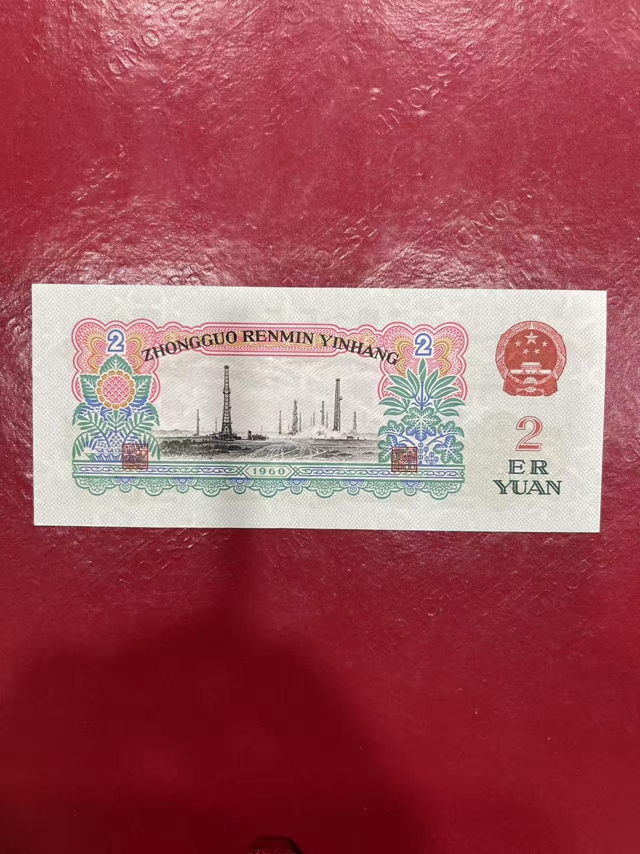 ZHONGGUO RENMIN YINHANG
2
2
1960
2
ER
YUAN